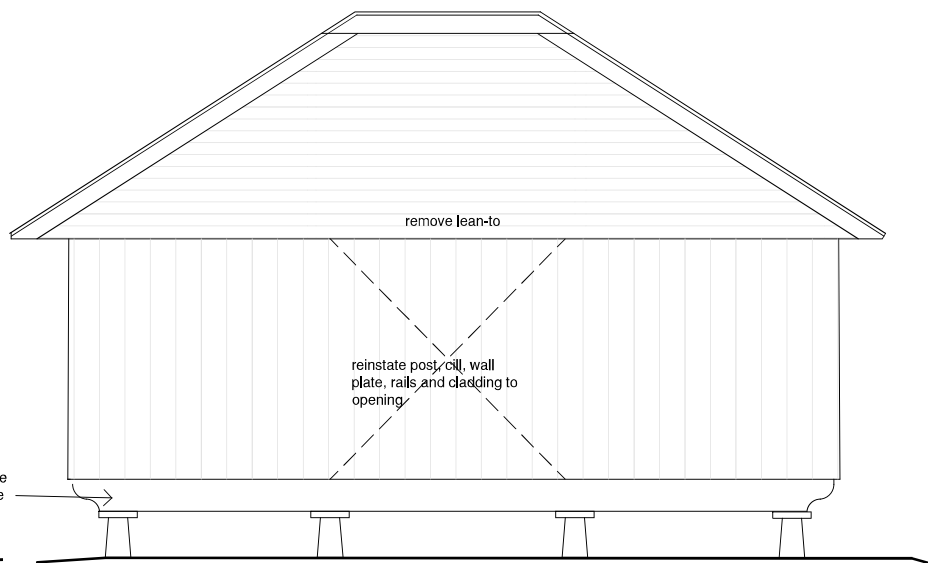 remove lean-to
reinstate post, cill, wall
plate, rails and cladding to
opening